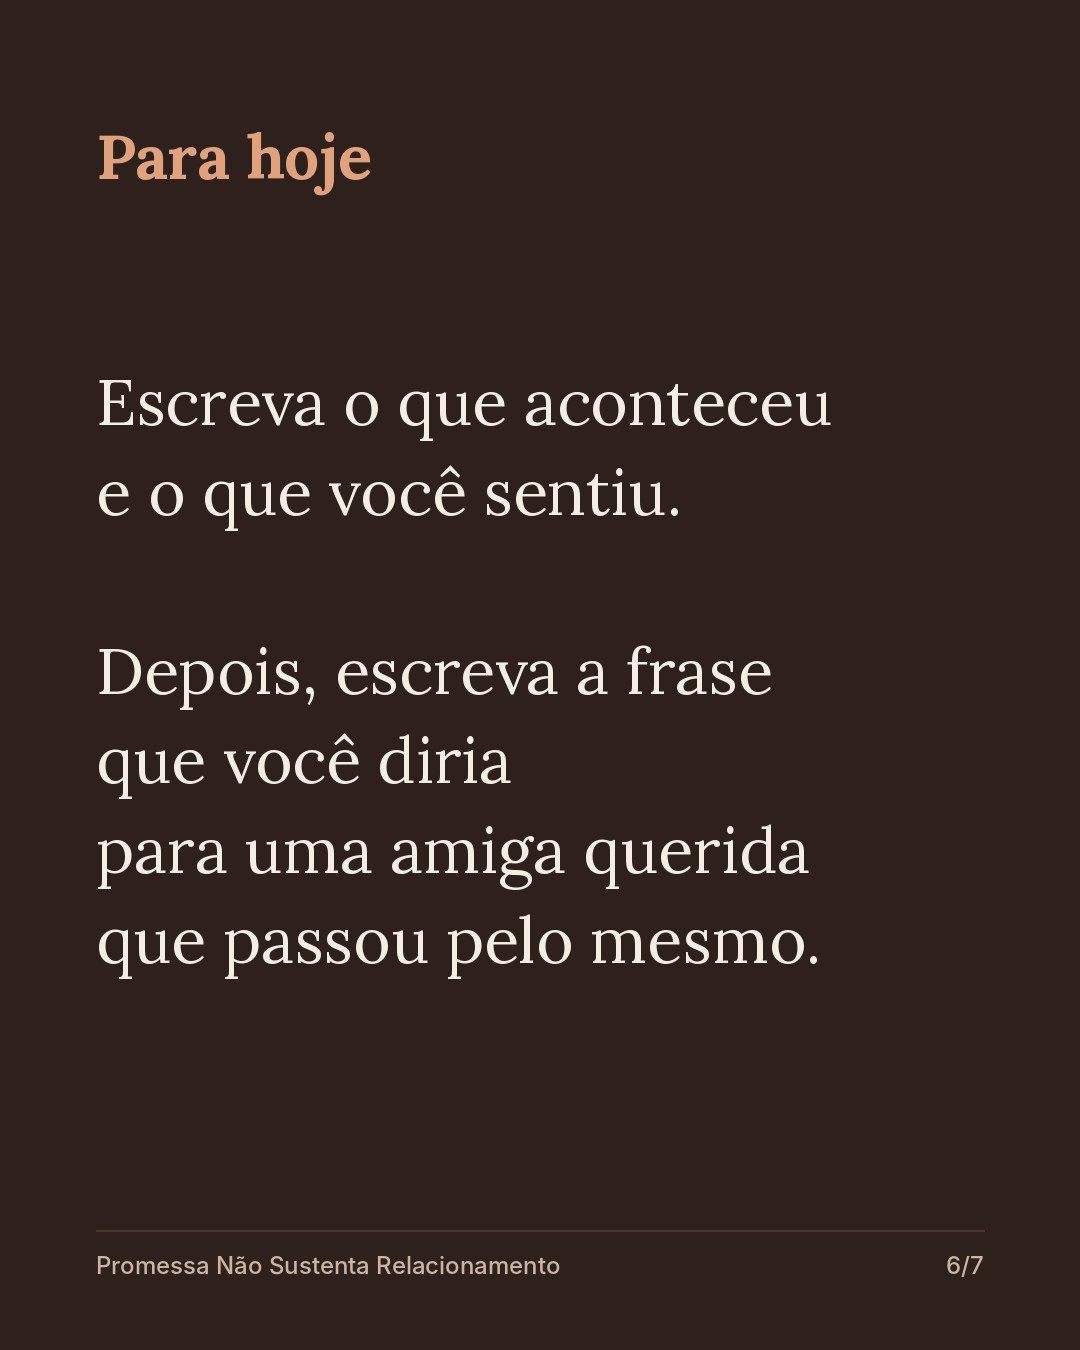 Para hoje
Escreva o que aconteceu
e o que você sentiu.
Depois, escreva a frase
que você diria
para uma amiga querida
que passou pelo mesmo.
Promessa Não Sustenta Relacionamento
6/7